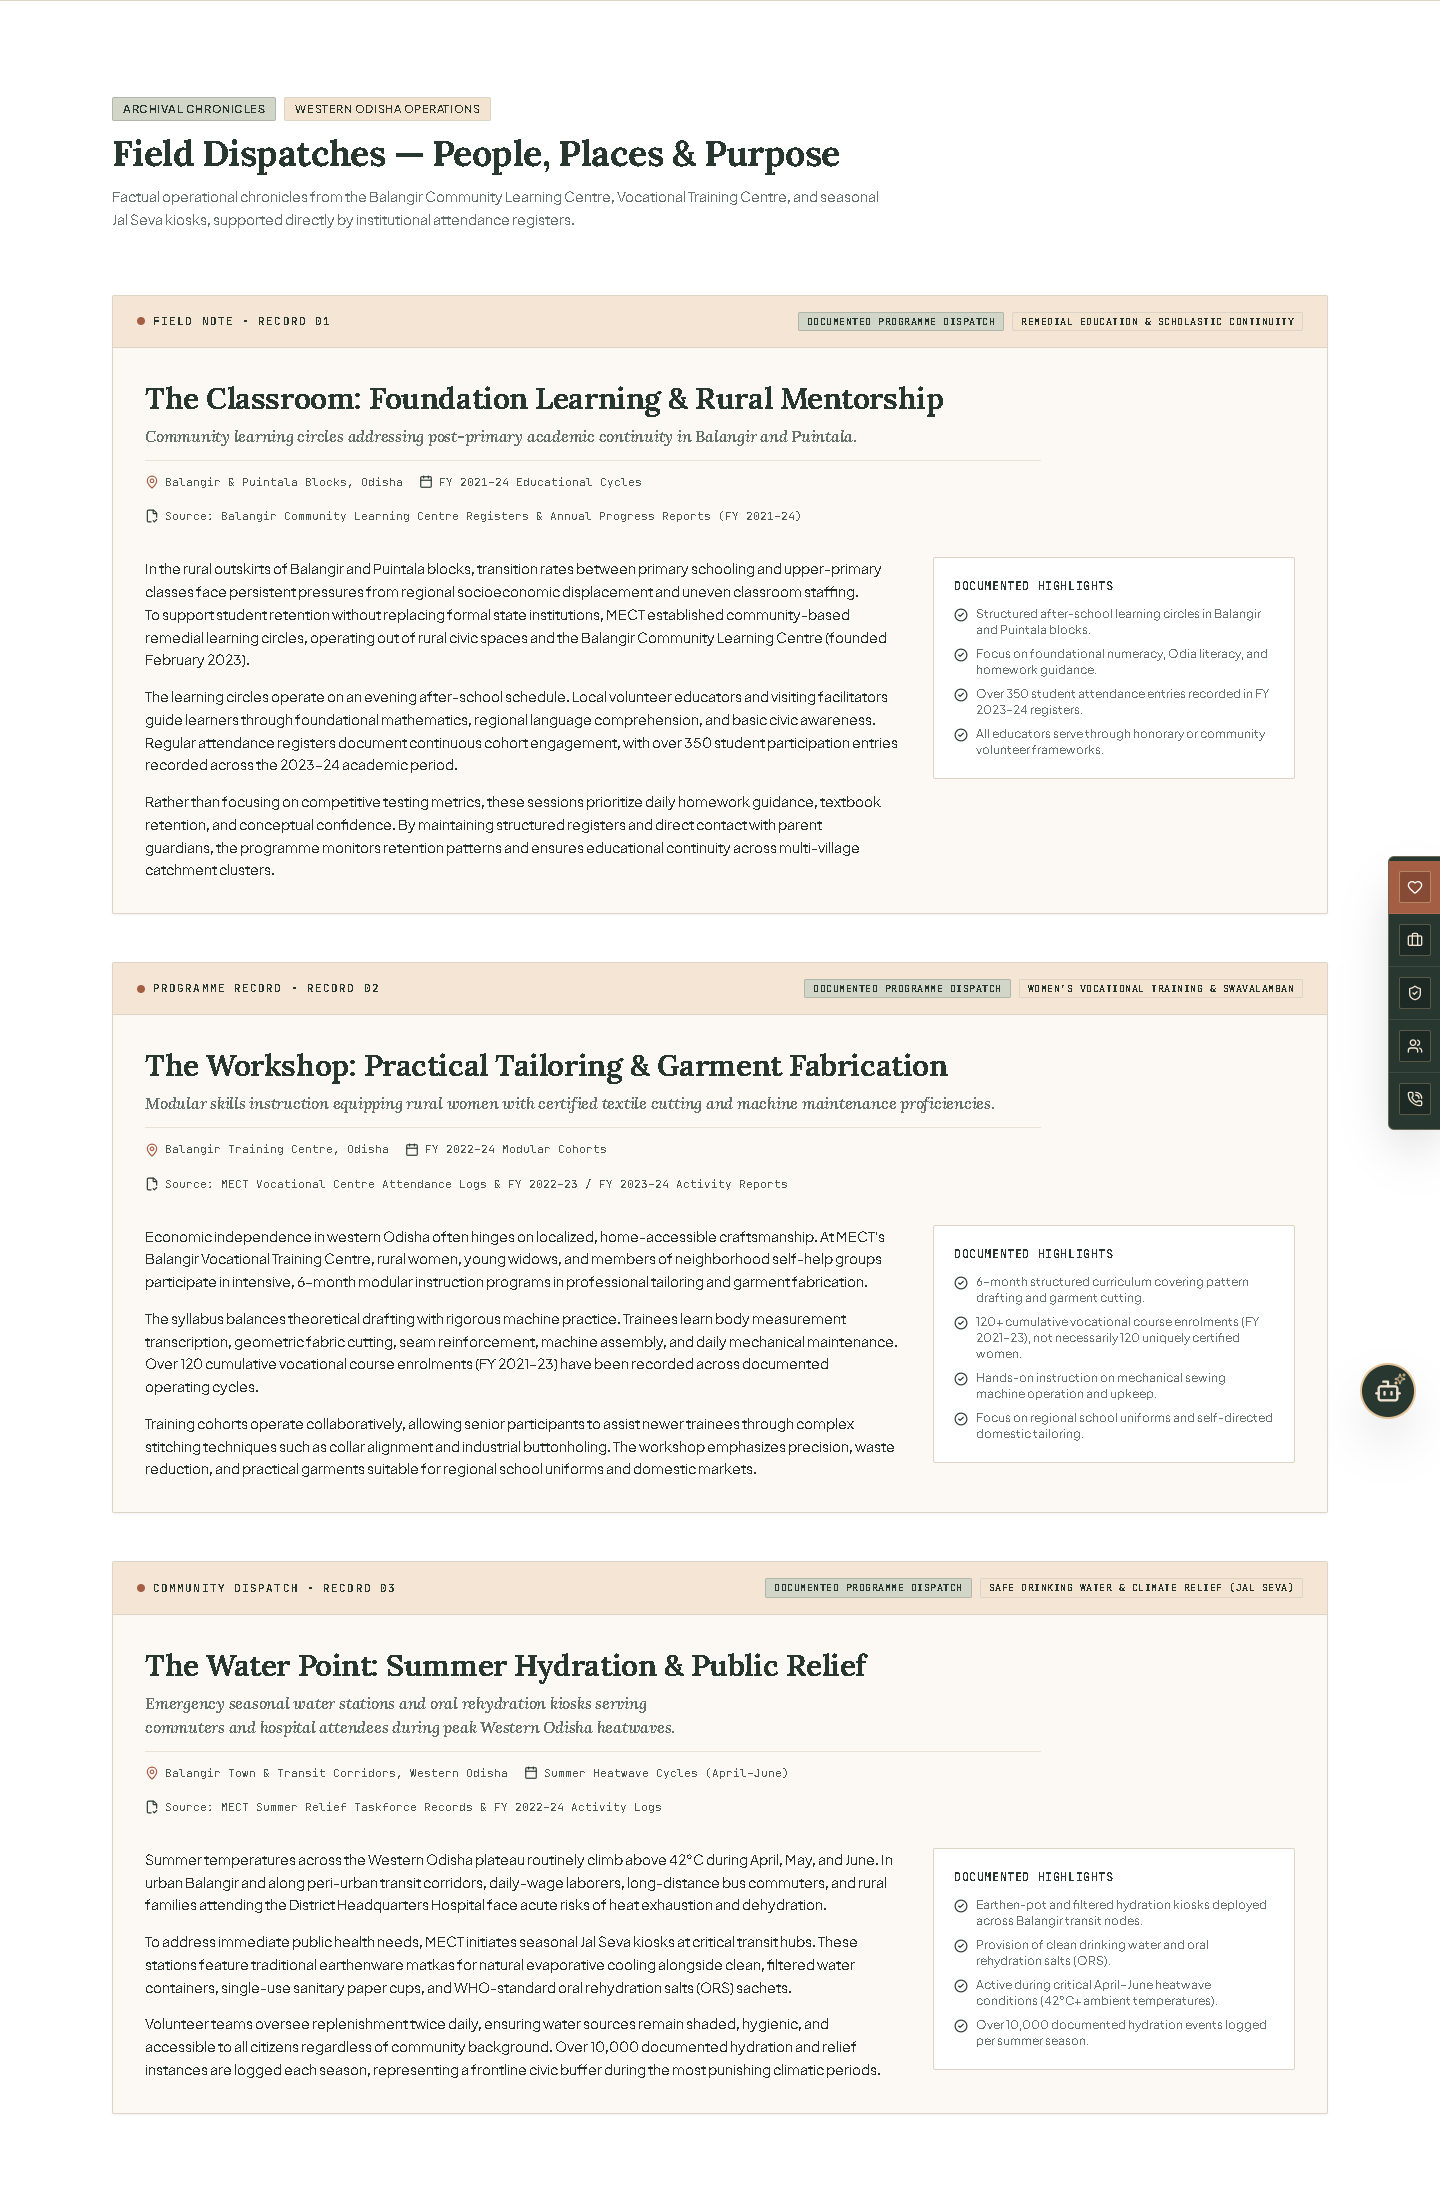 ARCHIVAL CHRONICLES
WESTERN ODISHA OPERATIONS
Field Dispatches — People, Places & Purpose
Factual operational chronicles from the Balangir Community Learning Centre, Vocational Training Centre, and seasonal
Jal Seva kiosks, supported directly by institutional attendance registers.
FIELD NOTE • RECORD 01
DOCUMENTED PROGRAMME DISPATCH
REMEDIAL EDUCATION & SCHOLASTIC CONTINUITY
The Classroom: Foundation Learning & Rural Mentorship
Community learning circles addressing post-primary academic continuity in Balangir and Puintala.
Balangir & Puintala Blocks, Odisha
FY 2021–24 Educational Cycles
Source: Balangir Community Learning Centre Registers & Annual Progress Reports (FY 2021–24)
In the rural outskirts of Balangir and Puintala blocks, transition rates between primary schooling and upper-primary
classes face persistent pressures from regional socioeconomic displacement and uneven classroom staffing.
To support student retention without replacing formal state institutions, MECT established community-based
remedial learning circles, operating out of rural civic spaces and the Balangir Community Learning Centre (founded
February 2023).
The learning circles operate on an evening after-school schedule. Local volunteer educators and visiting facilitators
guide learners through foundational mathematics, regional language comprehension, and basic civic awareness.
Regular attendance registers document continuous cohort engagement, with over 350 student participation entries
recorded across the 2023–24 academic period.
Rather than focusing on competitive testing metrics, these sessions prioritize daily homework guidance, textbook
retention, and conceptual confidence. By maintaining structured registers and direct contact with parent
guardians, the programme monitors retention patterns and ensures educational continuity across multi-village
catchment clusters.
DOCUMENTED HIGHLIGHTS
Structured after-school learning circles in Balangir
and Puintala blocks.
Focus on foundational numeracy, Odia literacy, and
homework guidance.
Over 350 student attendance entries recorded in FY
2023–24 registers.
All educators serve through honorary or community
volunteer frameworks.
PROGRAMME RECORD • RECORD 02
DOCUMENTED PROGRAMME DISPATCH
WOMEN'S VOCATIONAL TRAINING & SWAVALAMBAN
The Workshop: Practical Tailoring & Garment Fabrication
Modular skills instruction equipping rural women with certified textile cutting and machine maintenance proficiencies.
Balangir Training Centre, Odisha
FY 2022–24 Modular Cohorts
Source: MECT Vocational Centre Attendance Logs & FY 2022–23 / FY 2023–24 Activity Reports
Economic independence in western Odisha often hinges on localized, home-accessible craftsmanship. At MECT's
Balangir Vocational Training Centre, rural women, young widows, and members of neighborhood self-help groups
participate in intensive, 6-month modular instruction programs in professional tailoring and garment fabrication.
The syllabus balances theoretical drafting with rigorous machine practice. Trainees learn body measurement
transcription, geometric fabric cutting, seam reinforcement, machine assembly, and daily mechanical maintenance.
Over 120 cumulative vocational course enrolments (FY 2021–23) have been recorded across documented
operating cycles.
Training cohorts operate collaboratively, allowing senior participants to assist newer trainees through complex
stitching techniques such as collar alignment and industrial buttonholing. The workshop emphasizes precision, waste
reduction, and practical garments suitable for regional school uniforms and domestic markets.
DOCUMENTED HIGHLIGHTS
6-month structured curriculum covering pattern
drafting and garment cutting.
120+ cumulative vocational course enrolments (FY
2021–23), not necessarily 120 uniquely certified
women.
Hands-on instruction on mechanical sewing
machine operation and upkeep.
Focus on regional school uniforms and self-directed
domestic tailoring.
COMMUNITY DISPATCH • RECORD 03
DOCUMENTED PROGRAMME DISPATCH
SAFE DRINKING WATER & CLIMATE RELIEF (JAL SEVA)
The Water Point: Summer Hydration & Public Relief
Emergency seasonal water stations and oral rehydration kiosks serving
commuters and hospital attendees during peak Western Odisha heatwaves.
Balangir Town & Transit Corridors, Western Odisha
Summer Heatwave Cycles (April–June)
Source: MECT Summer Relief Taskforce Records & FY 2022–24 Activity Logs
Summer temperatures across the Western Odisha plateau routinely climb above 42°C during April, May, and June. In
urban Balangir and along peri-urban transit corridors, daily-wage laborers, long-distance bus commuters, and rural
families attending the District Headquarters Hospital face acute risks of heat exhaustion and dehydration.
To address immediate public health needs, MECT initiates seasonal Jal Seva kiosks at critical transit hubs. These
stations feature traditional earthenware matkas for natural evaporative cooling alongside clean, filtered water
containers, single-use sanitary paper cups, and WHO-standard oral rehydration salts (ORS) sachets.
Volunteer teams oversee replenishment twice daily, ensuring water sources remain shaded, hygienic, and
accessible to all citizens regardless of community background. Over 10,000 documented hydration and relief
instances are logged each season, representing a frontline civic buffer during the most punishing climatic periods.
DOCUMENTED HIGHLIGHTS
Earthen-pot and filtered hydration kiosks deployed
across Balangir transit nodes.
Provision of clean drinking water and oral
rehydration salts (ORS).
Active during critical April–June heatwave
conditions (42°C+ ambient temperatures).
Over 10,000 documented hydration events logged
per summer season.